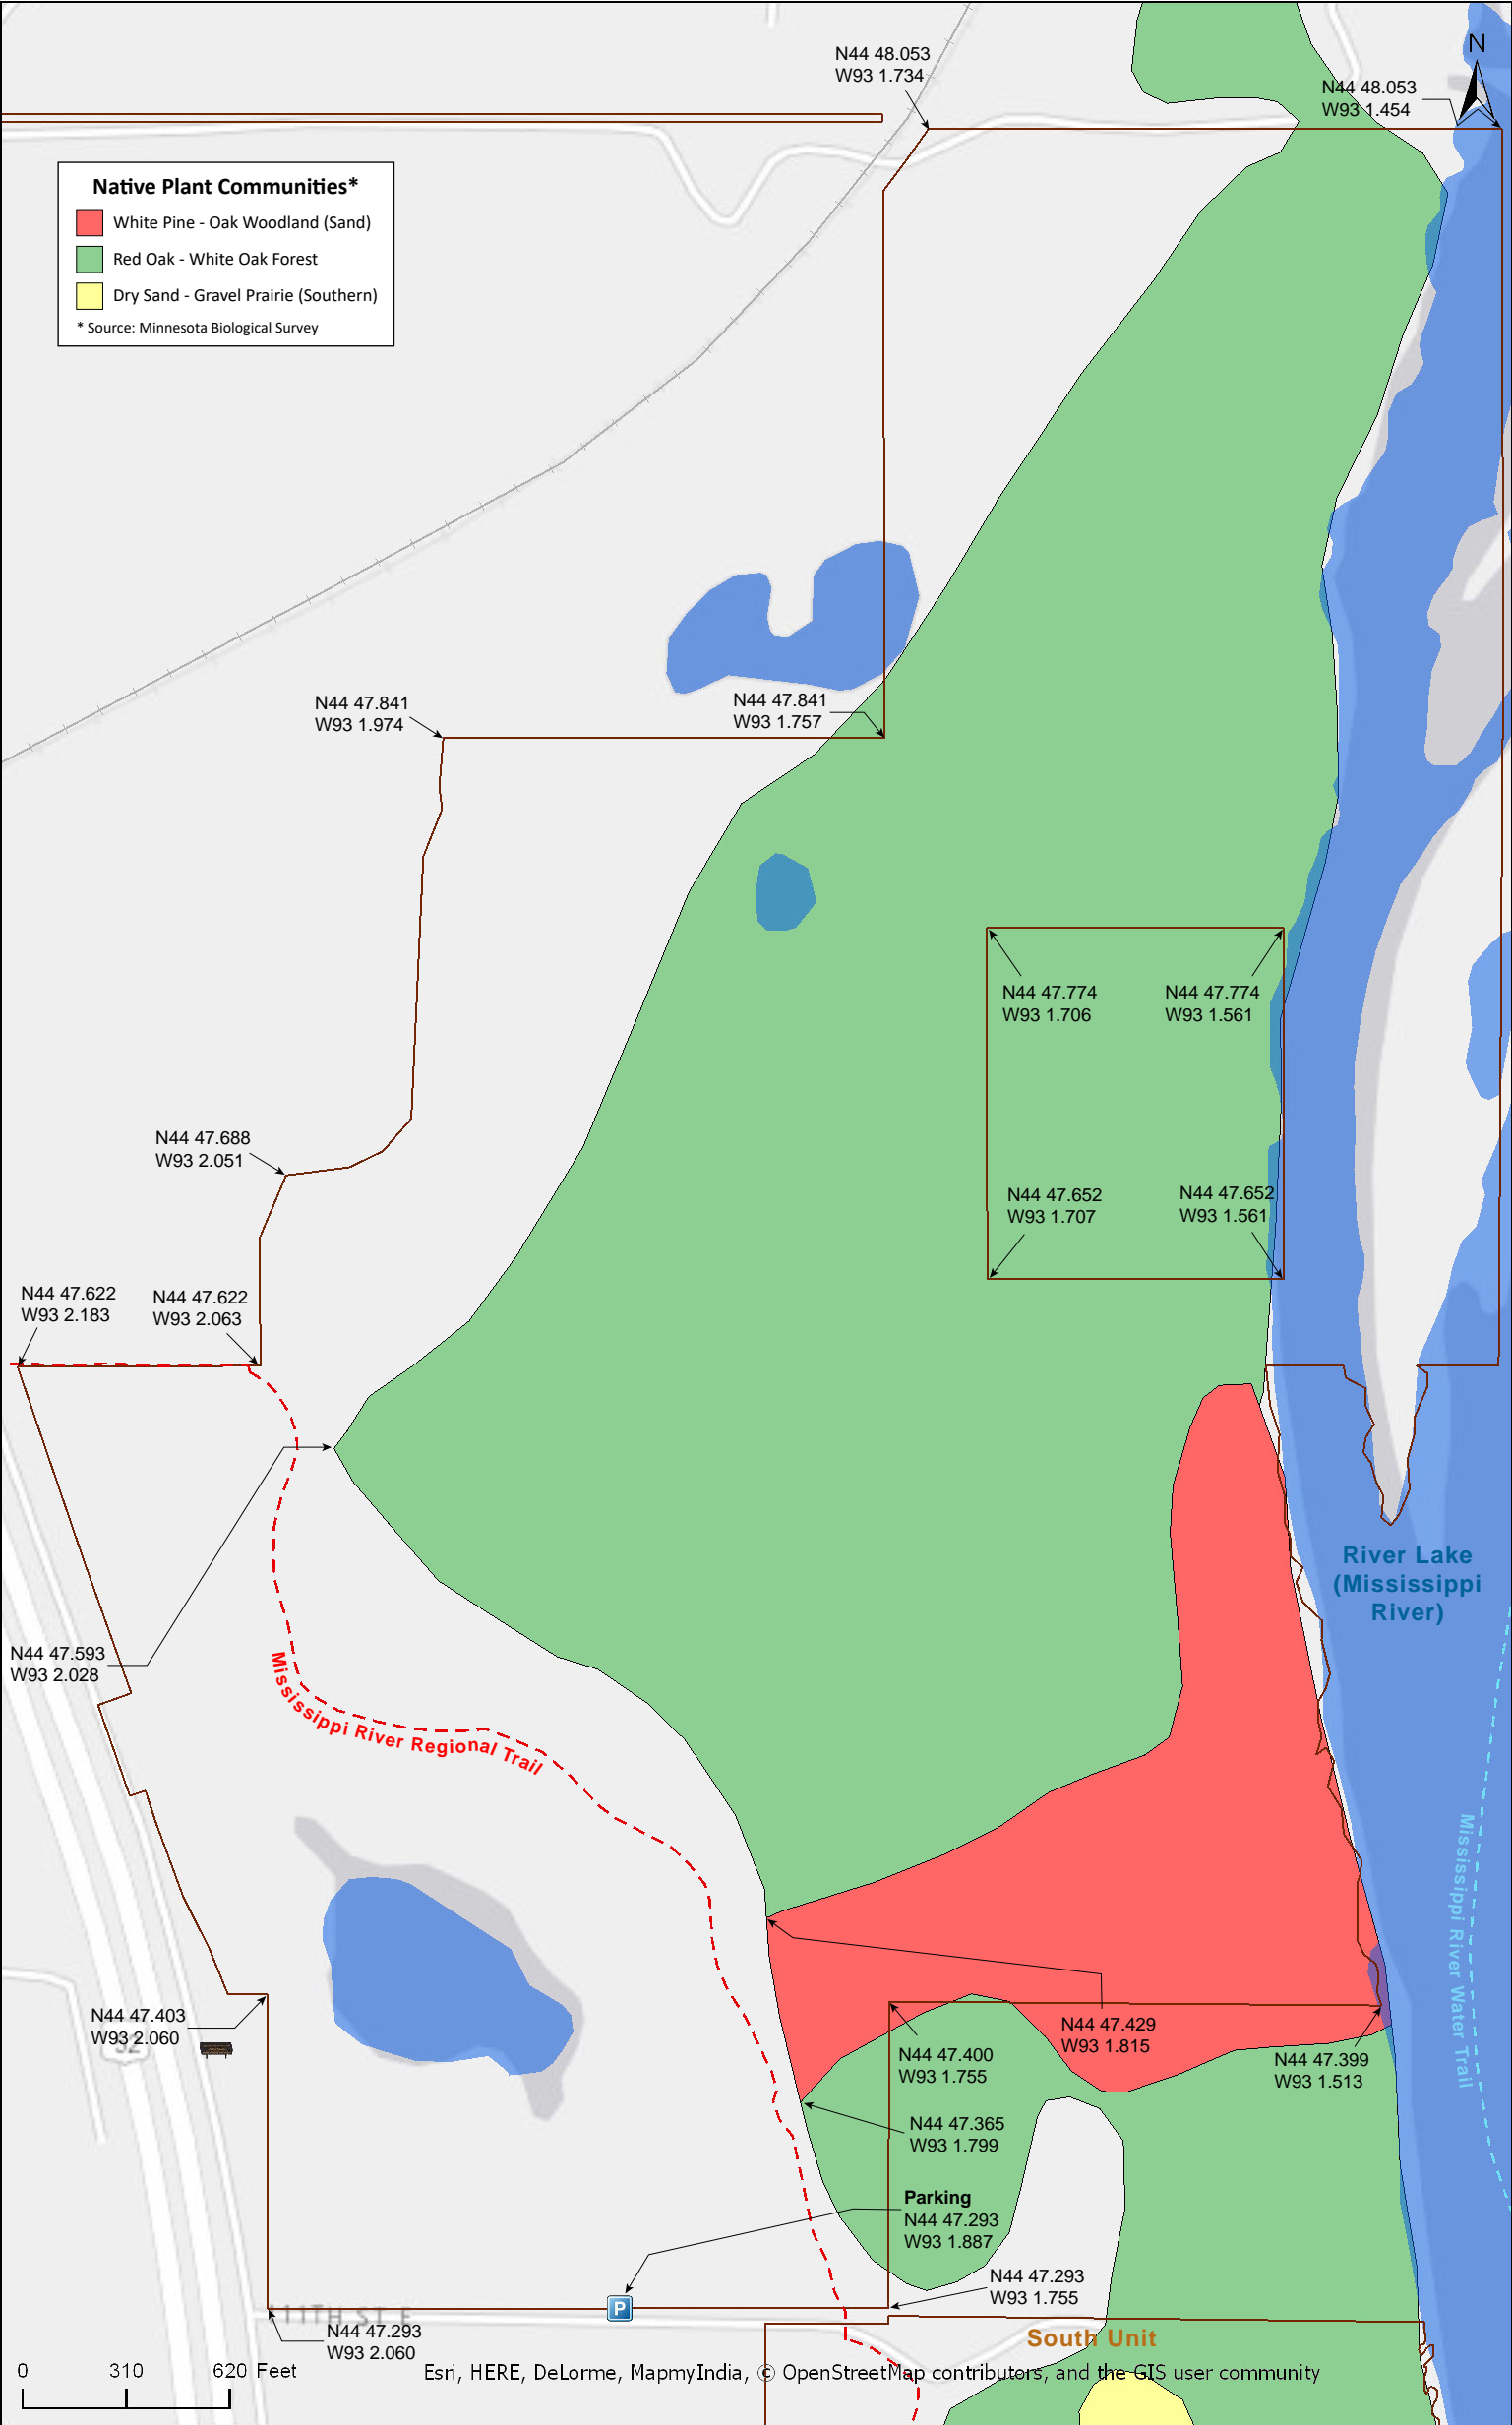 N44 48.053
W93 1.734
N
N44 48.053
W93 1.454
Native Plant Communities*
White Pine - Oak Woodland (Sand)
Red Oak - White Oak Forest
Dry Sand - Gravel Prairie (Southern)
* Source: Minnesota Biological Survey
N44 47.841
W93 1.974
N44 47.841
W93 1.757
N44 47.774
W93 1.706
N44 47.774
W93 1.561
N44 47.688
W93 2.051
N44 47.652
W93 1.707
N44 47.652
W93 1.561
N44 47.622
W93 2.183
N44 47.622
W93 2.063
River Lake
(Mississippi
River)
N44 47.593
W93 2.028
Mississippi River Regional Trail
Mississippi River Water Trail
N44 47.403
W93 2.060
N44 47.429
W93 1.815
N44 47.400
W93 1.755
N44 47.399
W93 1.513
N44 47.365
W93 1.799
Parking
N44 47.293
W93 1.887
N44 47.293
W93 1.755
P
111TH ST E
N44 47.293
W93 2.060
South Unit
0 310 620 Feet
Esri, HERE, DeLorme, MapmyIndia, © OpenStreetMap contributors, and the GIS user community